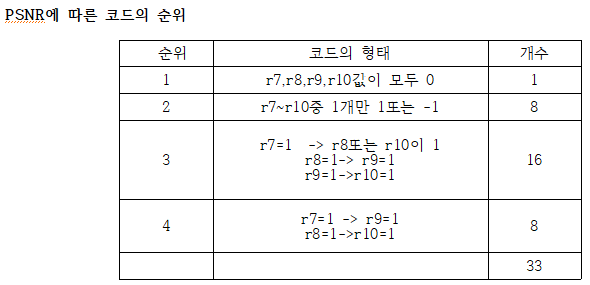 PSNR에 따른 코드의 순위
순위 코드의 형태 개수
1 r7,r8,r9,r10값이 모두 0 1
2 r7~r10중 1개만 1또는 -1 8
3 r7=1 -> r8또는 r10이 1
r8=1-> r9=1 16
r9=1->r10=1
4 r7=1 -> r9=1 8
r8=1->r10=1
33